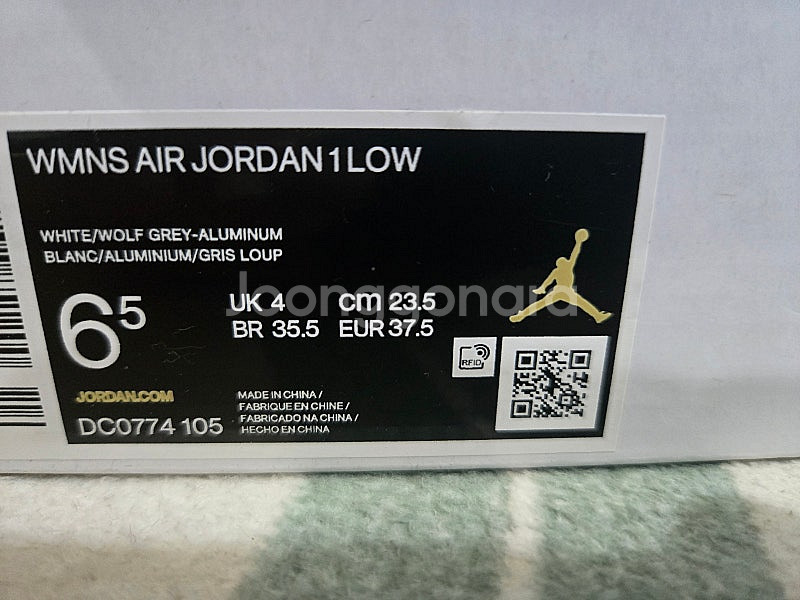 WMNS AIR JORDAN 1 LOW
WHITE/WOLF GREY-ALUMINUM
BLANC/ALUMINIUM/GRIS LOUP
Joonggonara
65
UK 4 CM 23.5
BR 35.5 EUR 37.5
RFID
JORDAN.COM
DC0774 105
MADE IN CHINA /
FABRIQUE EN CHINE /
FABRICADO NA CHINA /
HECHO EN CHINA